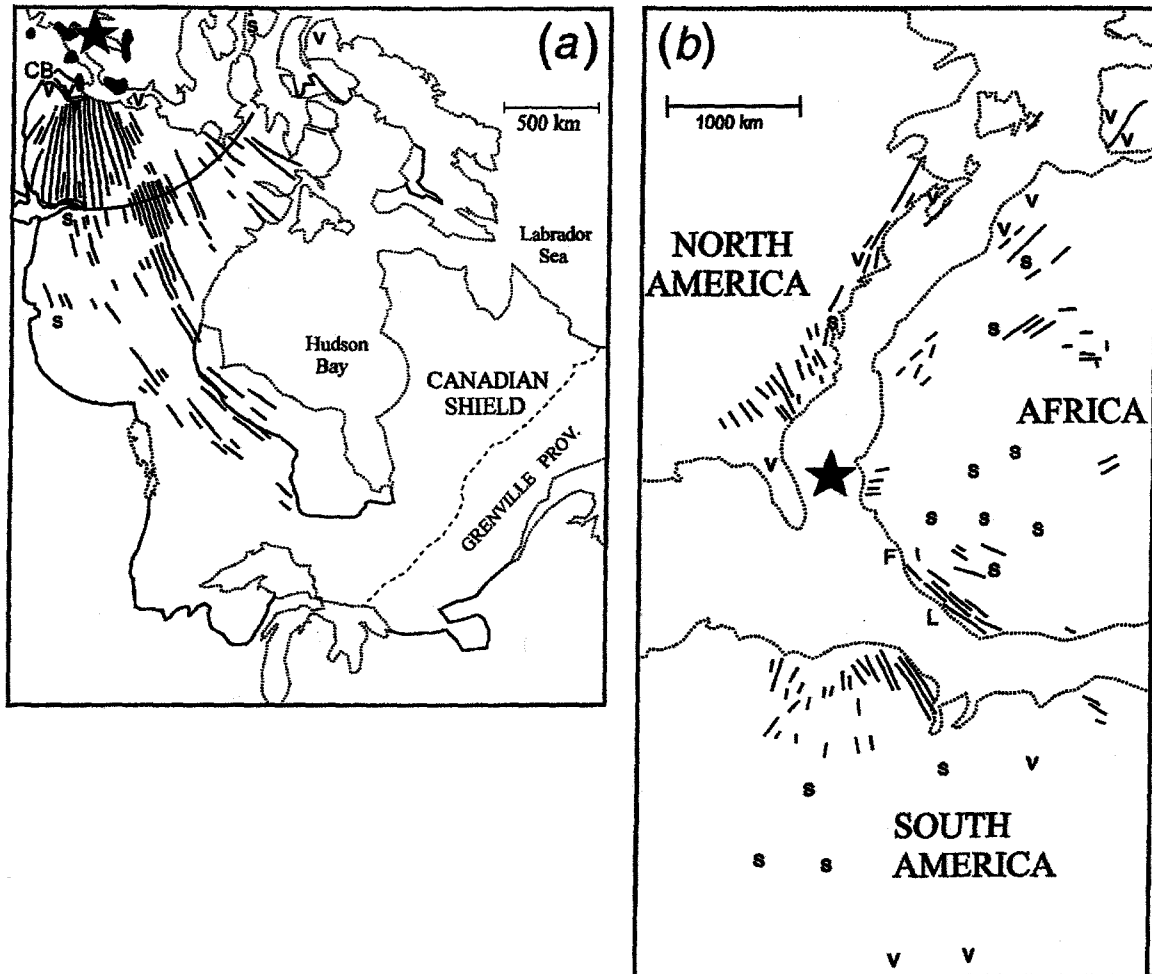 (a)
S
V
CB
V
V
V
500 km
S
S
Labrador
Sea
Hudson
Bay
CANADIAN
SHIELD
GRENVILLE PROV.
(b)
1000 km
V
V
V
V
NORTH
AMERICA
V
V
S
S
S
AFRICA
V
S
S
S
S
S
F
S
L
S
V
S
SOUTH
AMERICA
S
S
V
V